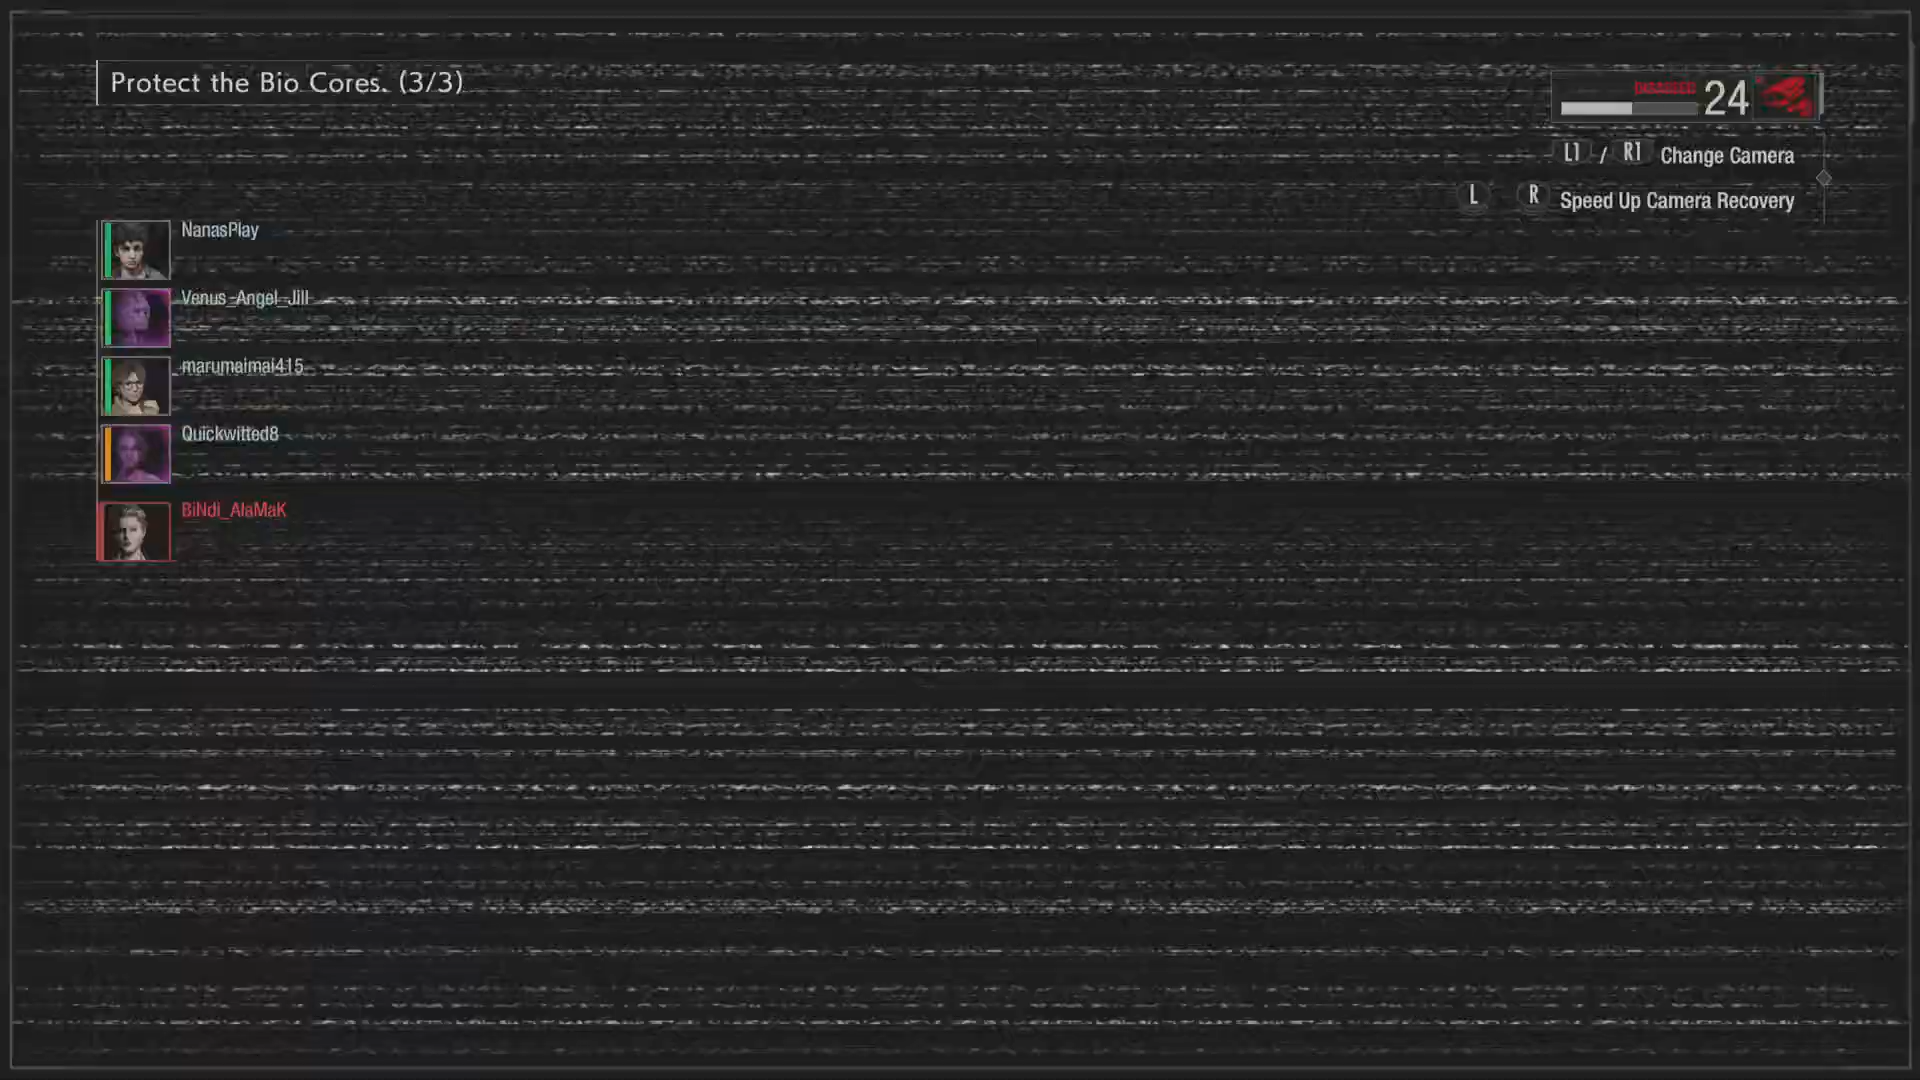 Protect the Bio Cores. (3/3)
DISABLED
24
L1 / R1 Change Camera
L R Speed Up Camera Recovery
NanasPlay
Venus_Angel_Jill
marumaimai415
Quickwitted8
BiNdi_AlaMaK